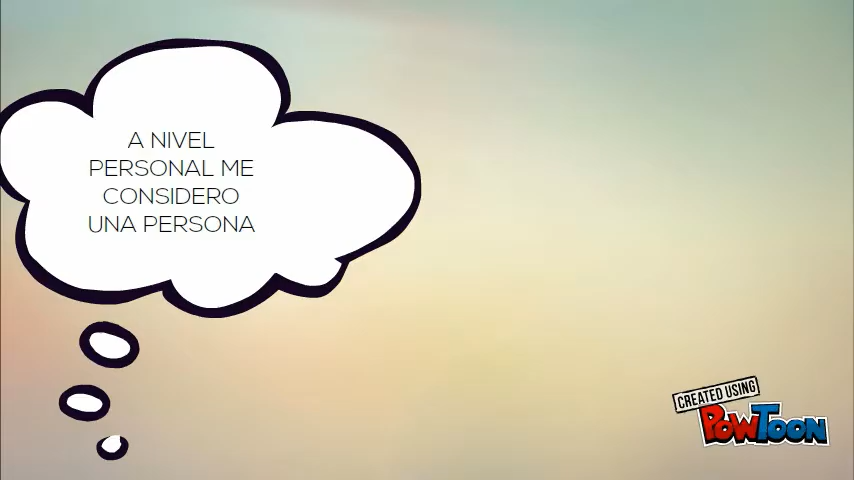 A NIVEL
PERSONAL ME
CONSIDERO
UNA PERSONA
CREATED USING
POWTOON